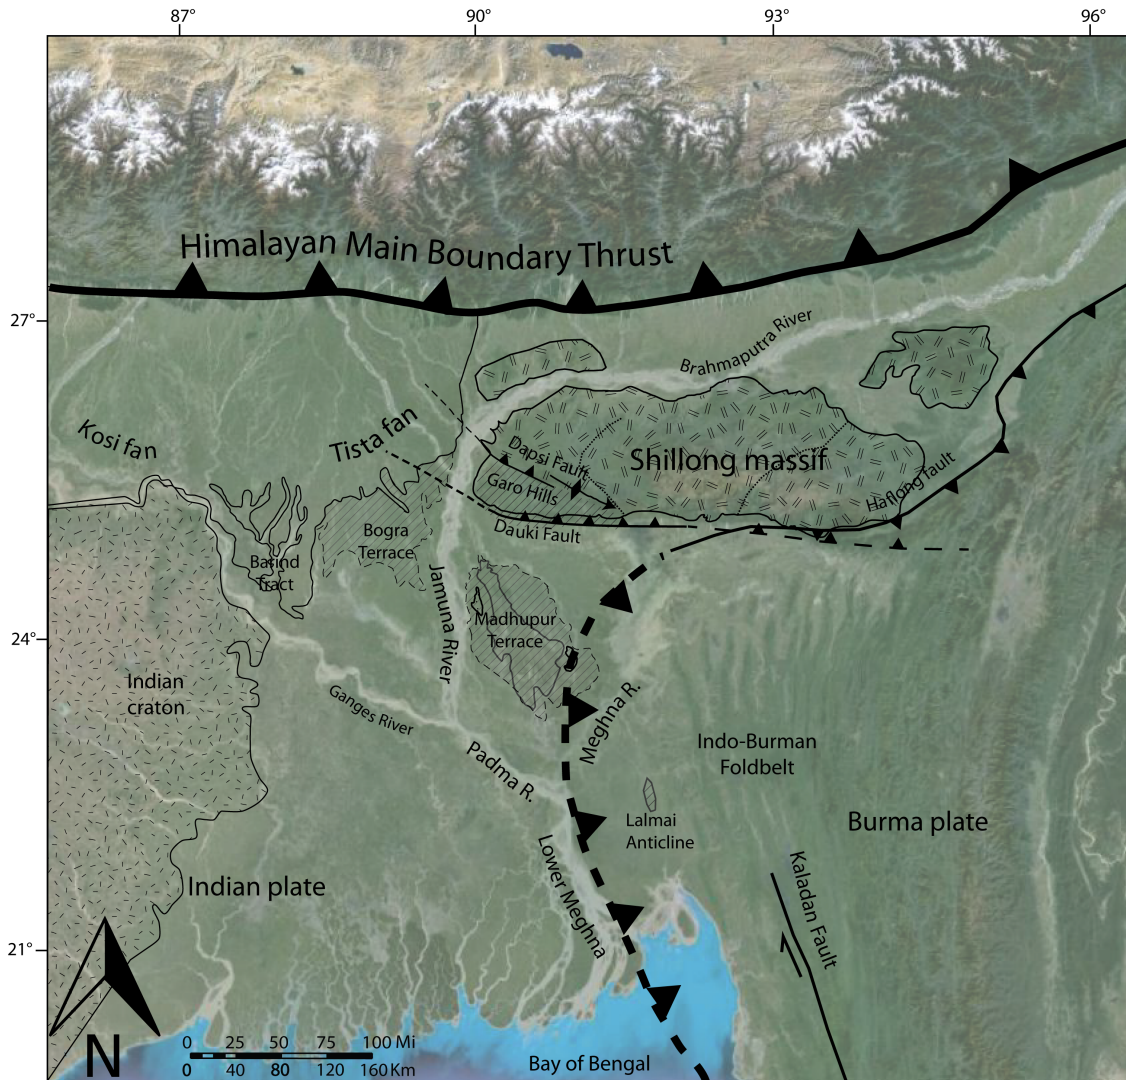 87°
90°
93°
96°
Himalayan Main Boundary Thrust
27°
Brahmaputra River
Kosi fan
Tista fan
Dapsi Fault
Shillong massif
Garo Hills
Haflong fault
Dauki Fault
Bogra
Terrace
Barind
Tract
Jamuna River
Madhupur
Terrace
24°
Indian
craton
Ganges River
Meghna R.
Padma R.
Indo-Burman
Foldbelt
Lalmai
Anticline
Burma plate
Indian plate
Lower Meghna
Kaladan Fault
21°
N
0 25 50 75 100 Mi
0 40 80 120 160 Km
Bay of Bengal